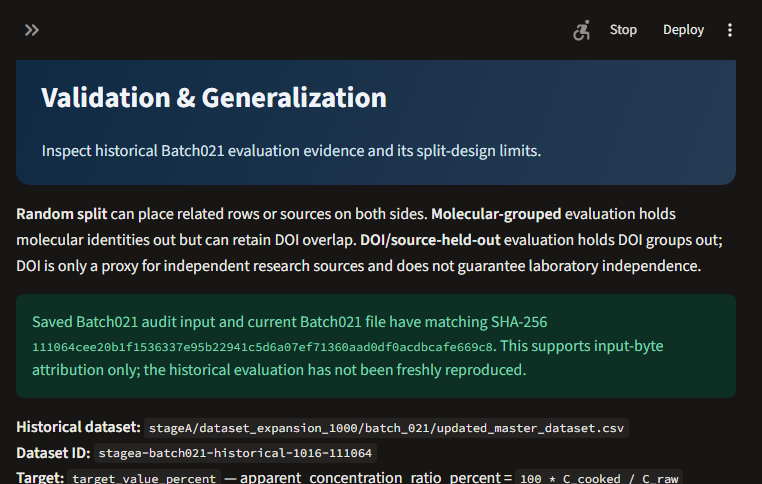 Stop Deploy
Validation & Generalization
Inspect historical Batch021 evaluation evidence and its split-design limits.
Random split can place related rows or sources on both sides. Molecular-grouped evaluation holds
molecular identities out but can retain DOI overlap. DOI/source-held-out evaluation holds DOI groups out;
DOI is only a proxy for independent research sources and does not guarantee laboratory independence.
Saved Batch021 audit input and current Batch021 file have matching SHA-256
111064cee20b1f1536337e95b22941c5d6a07ef71360aad0df0acdbcafe669c8. This supports input-byte
attribution only; the historical evaluation has not been freshly reproduced.
Historical dataset: stageA/dataset_expansion_1000/batch_021/updated_master_dataset.csv
Dataset ID: stagea-batch021-historical-1016-111064
Target: target_value_percent — apparent_concentration_ratio_percent = 100 * C_cooked / C_raw